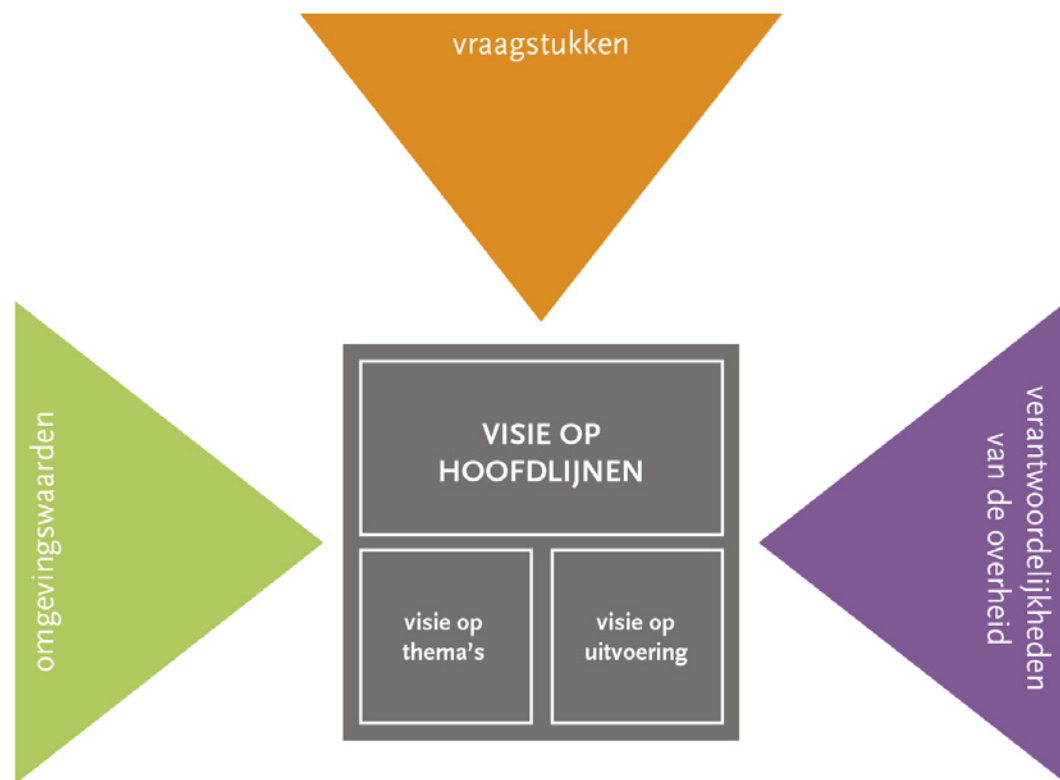 vraagstukken
omgevingswaarden
VISIE OP
HOOFDLIJNEN
visie op
thema's
visie op
uitvoering
verantwoordelijkheden
van de overheid